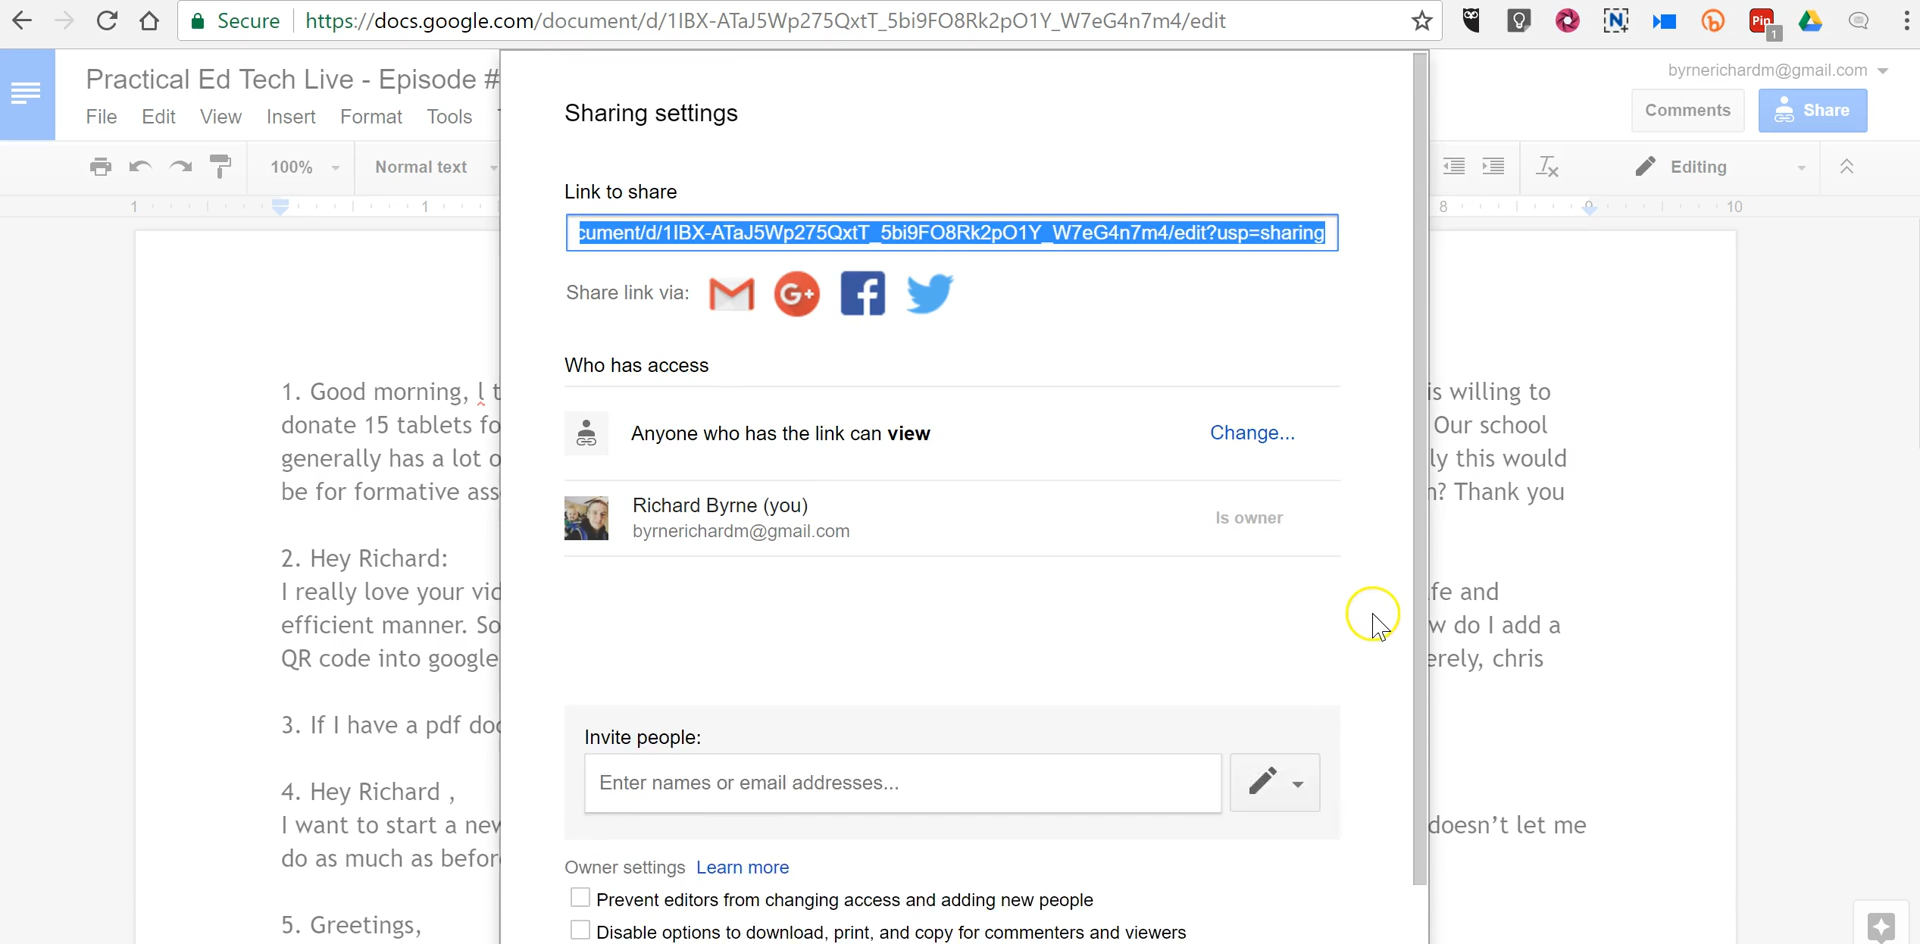 Secure https://docs.google.com/document/d/1IBX-ATaJ5Wp275QxtT_5bi9FO8Rk2pO1Y_W7eG4n7m4/edit
Pin
1
Practical Ed Tech Live - Episode #
byrnerichardm@gmail.com
File Edit View Insert Format Tools
Comments Share
100% Normal text Editing
1 1 8 9 10
Sharing settings
Link to share
cument/d/1IBX-ATaJ5Wp275QxtT_5bi9FO8Rk2pO1Y_W7eG4n7m4/edit?usp=sharing
Share link via: G+ f
Who has access
Anyone who has the link can view Change...
Richard Byrne (you)
byrnerichardm@gmail.com Is owner
Invite people:
Enter names or email addresses...
Owner settings Learn more
Prevent editors from changing access and adding new people
Disable options to download, print, and copy for commenters and viewers
1. Good morning, l t is willing to
donate 15 tablets fo Our school
generally has a lot o ly this would
be for formative ass ? Thank you
2. Hey Richard:
I really love your vid fe and
efficient manner. So w do I add a
QR code into google erely, chris
3. If I have a pdf doc
4. Hey Richard ,
I want to start a new doesn't let me
do as much as before
5. Greetings,